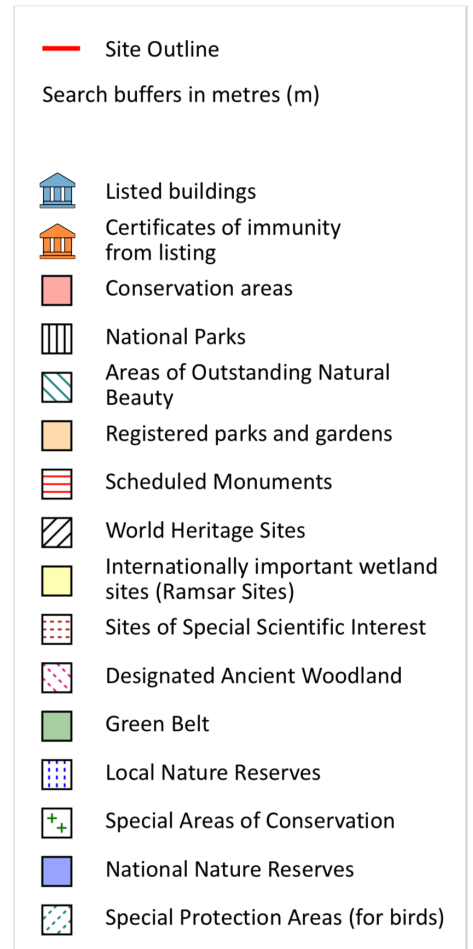 Site Outline
Search buffers in metres (m)
Listed buildings
Certificates of immunity
from listing
Conservation areas
National Parks
Areas of Outstanding Natural
Beauty
Registered parks and gardens
Scheduled Monuments
World Heritage Sites
Internationally important wetland
sites (Ramsar Sites)
Sites of Special Scientific Interest
Designated Ancient Woodland
Green Belt
Local Nature Reserves
Special Areas of Conservation
National Nature Reserves
Special Protection Areas (for birds)